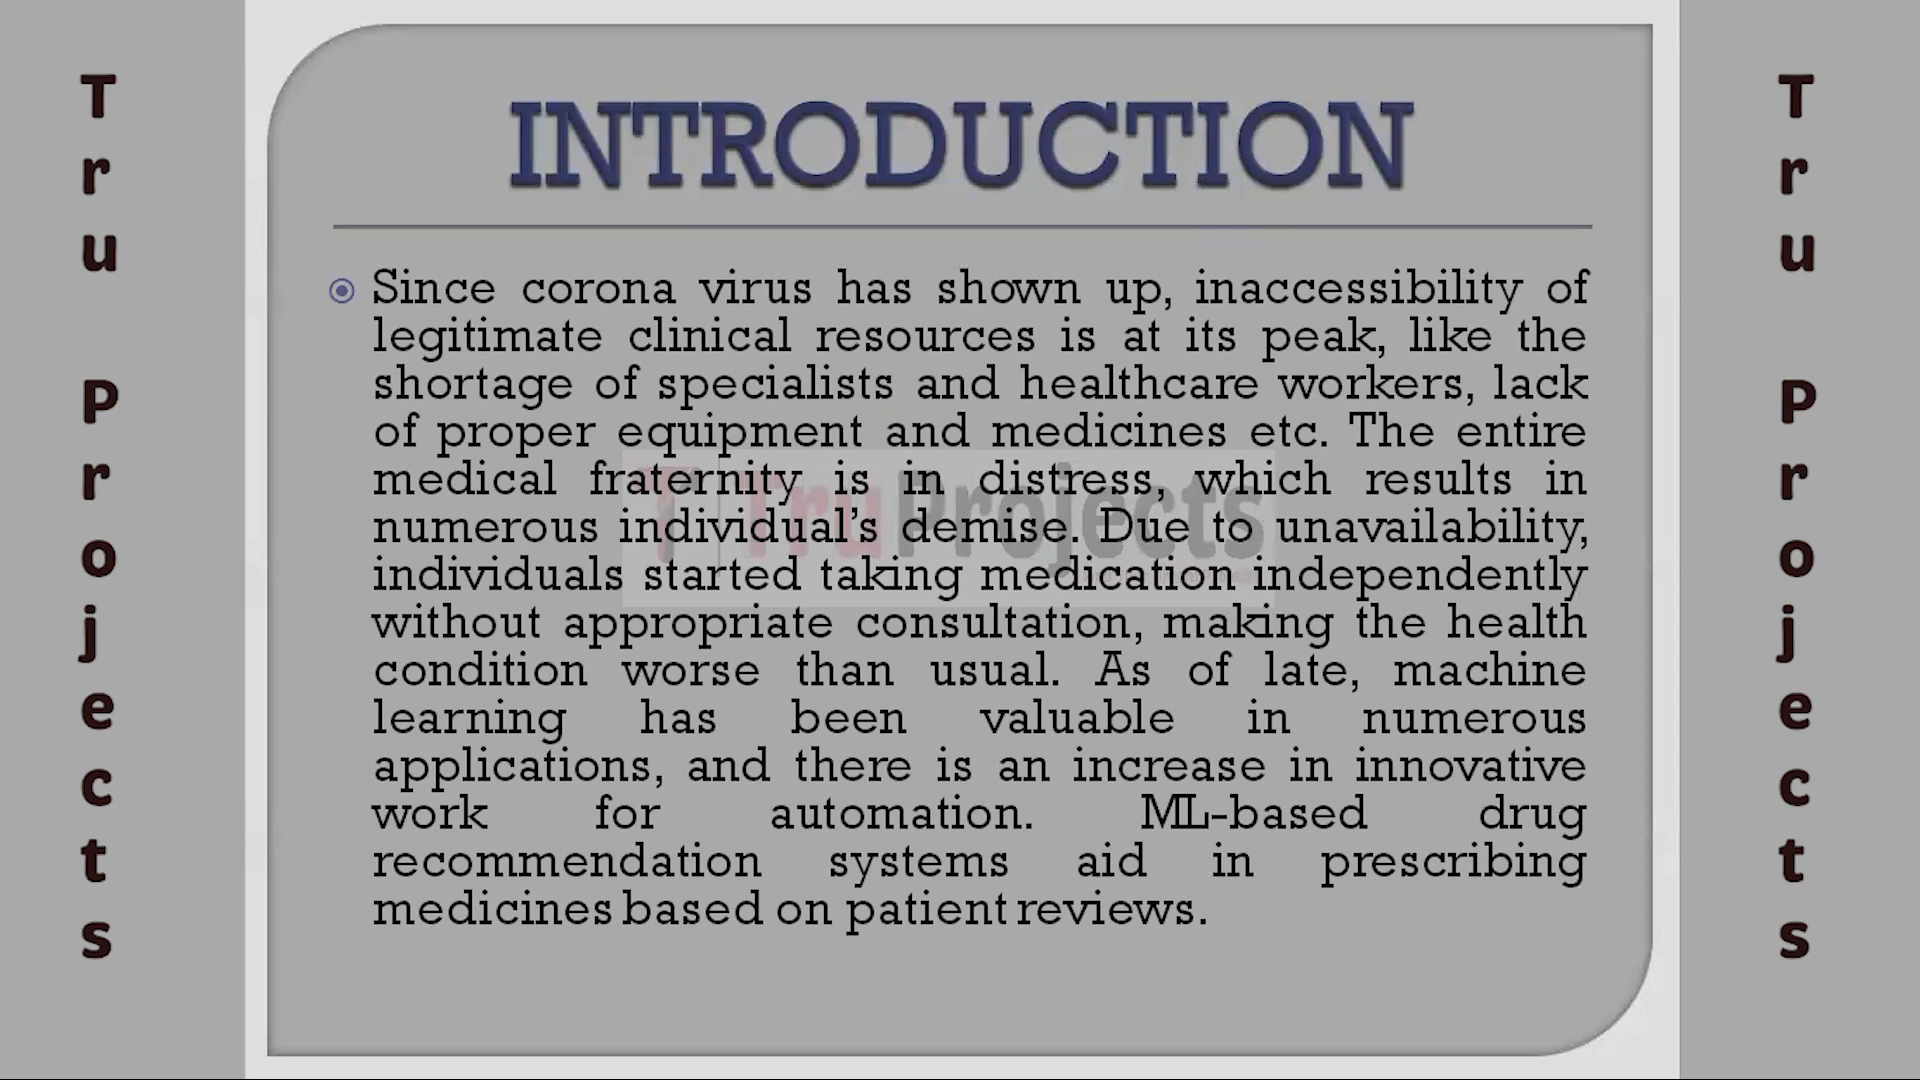 INTRODUCTION
Since corona virus has shown up, inaccessibility of
legitimate clinical resources is at its peak, like the
shortage of specialists and healthcare workers, lack
of proper equipment and medicines etc. The entire
medical fraternity is in distress, which results in
numerous individual's demise. Due to unavailability,
individuals started taking medication independently
without appropriate consultation, making the health
condition worse than usual. As of late, machine
learning has been valuable in numerous
applications, and there is an increase in innovative
work for automation. ML-based drug
recommendation systems aid in prescribing
medicines based on patient reviews.
Tru Projects
Tru Projects
TruProjects